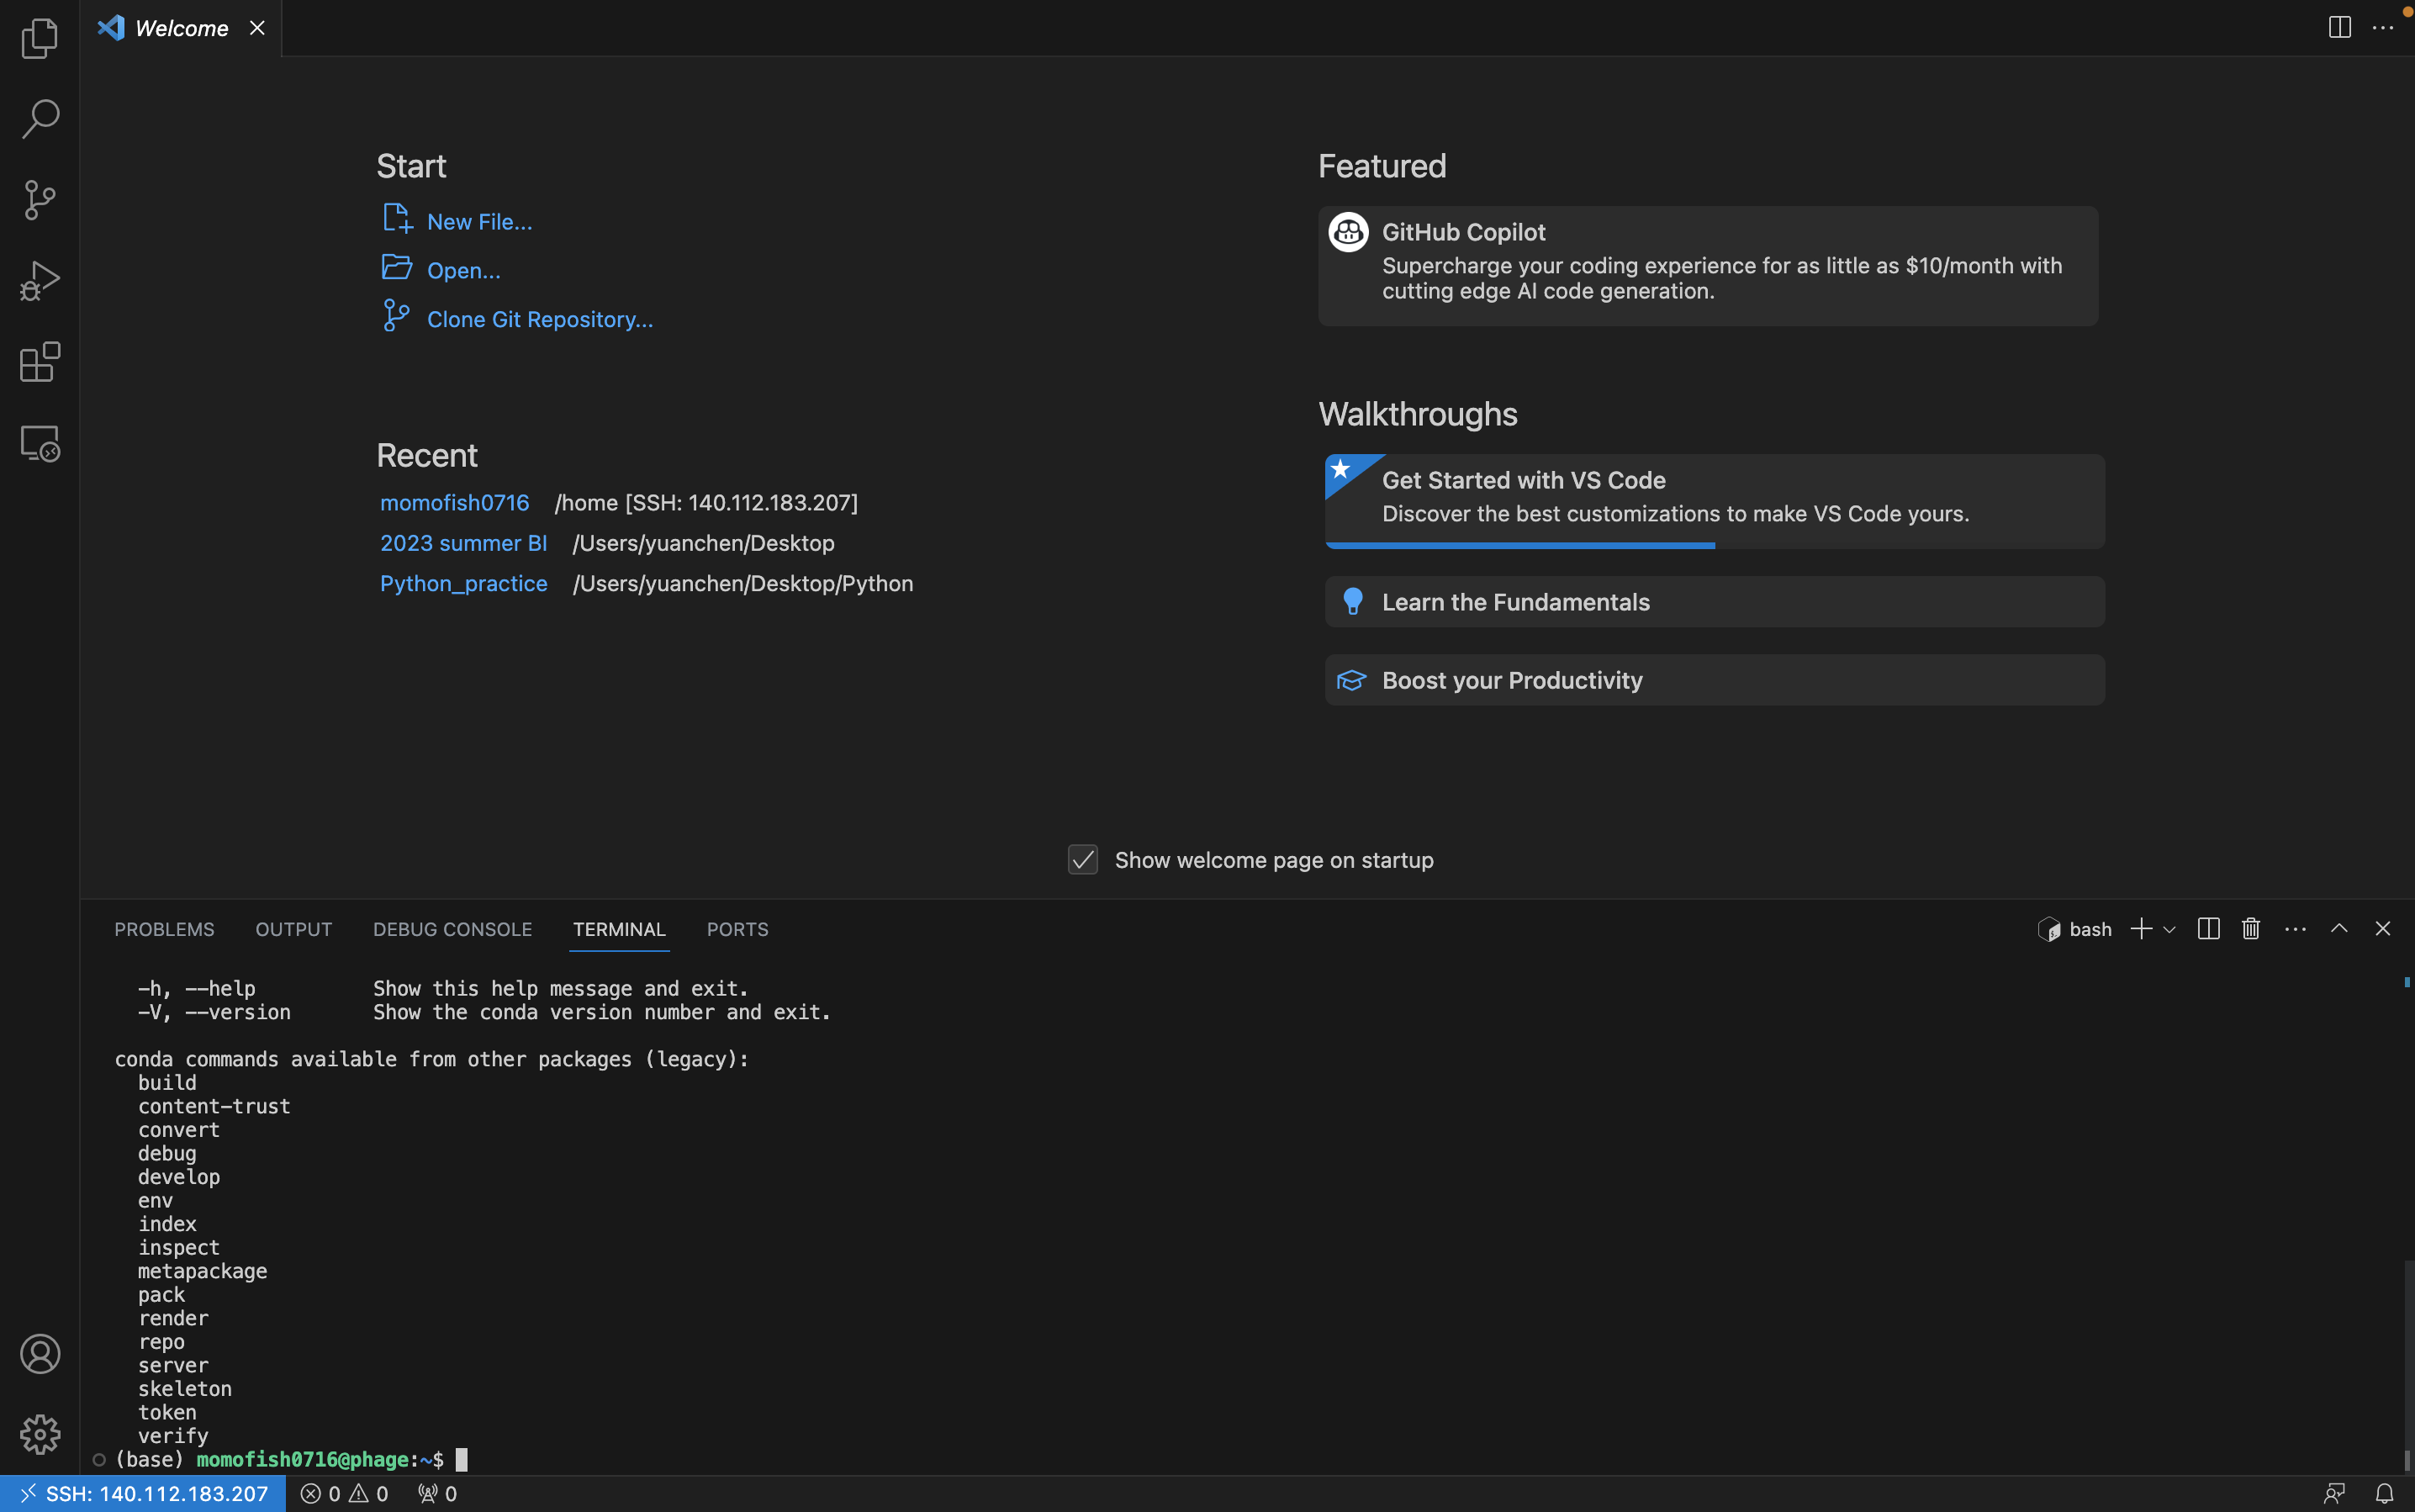 Welcome
Start
New File...
Open...
Clone Git Repository...
Recent
momofish0716 /home [SSH: 140.112.183.207]
2023 summer BI /Users/yuanchen/Desktop
Python_practice /Users/yuanchen/Desktop/Python
Featured
GitHub Copilot
Supercharge your coding experience for as little as $10/month with
cutting edge AI code generation.
Walkthroughs
Get Started with VS Code
Discover the best customizations to make VS Code yours.
Learn the Fundamentals
Boost your Productivity
Show welcome page on startup
PROBLEMS OUTPUT DEBUG CONSOLE TERMINAL PORTS bash
-h, --help Show this help message and exit.
-V, --version Show the conda version number and exit.
conda commands available from other packages (legacy):
build
content-trust
convert
debug
develop
env
index
inspect
metapackage
pack
render
repo
server
skeleton
token
verify
(base) momofish0716@phage:~$
SSH: 140.112.183.207 0 0 0